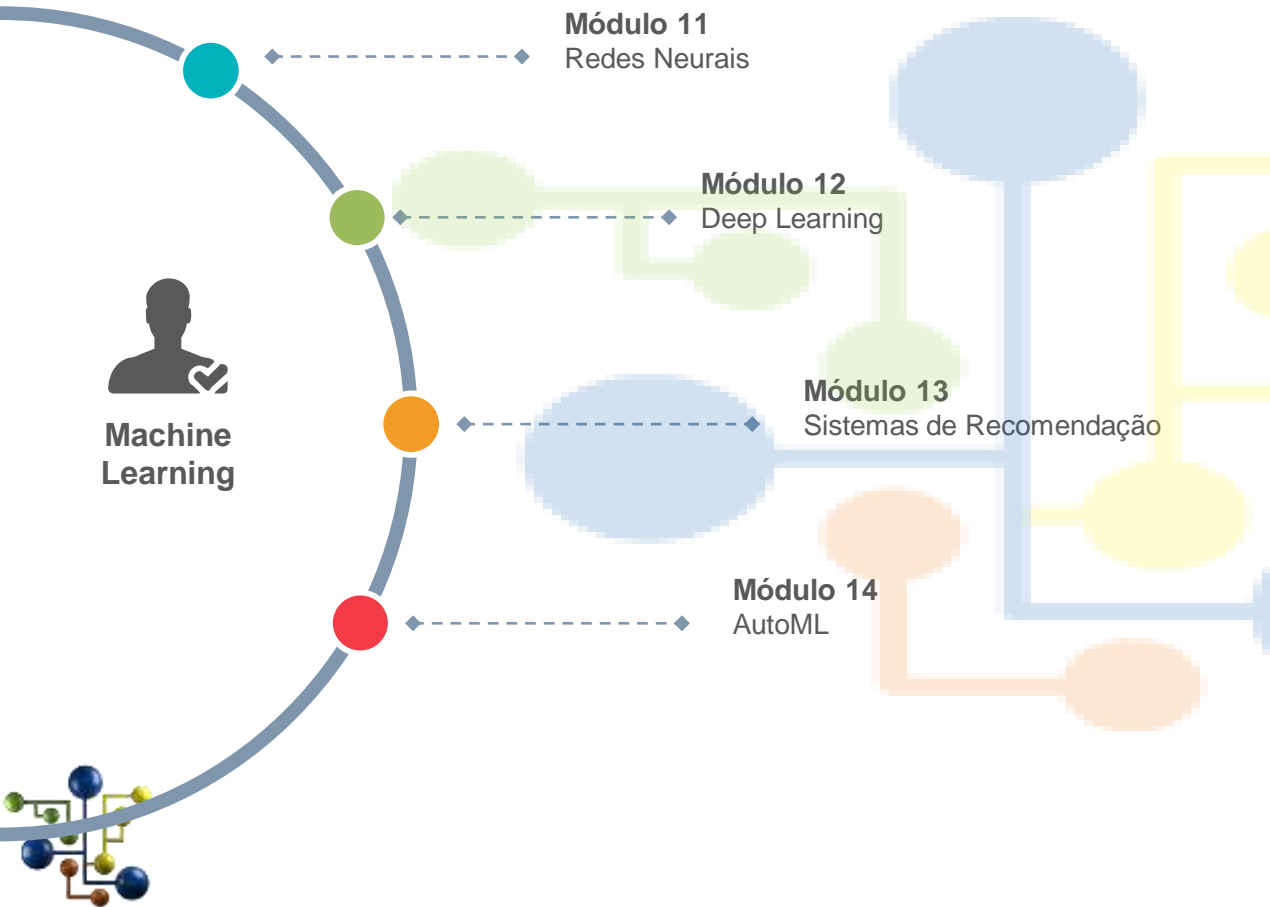 Módulo 11
Redes Neurais
Módulo 12
Deep Learning
Machine
Learning
Módulo 13
Sistemas de Recomendação
Módulo 14
AutoML